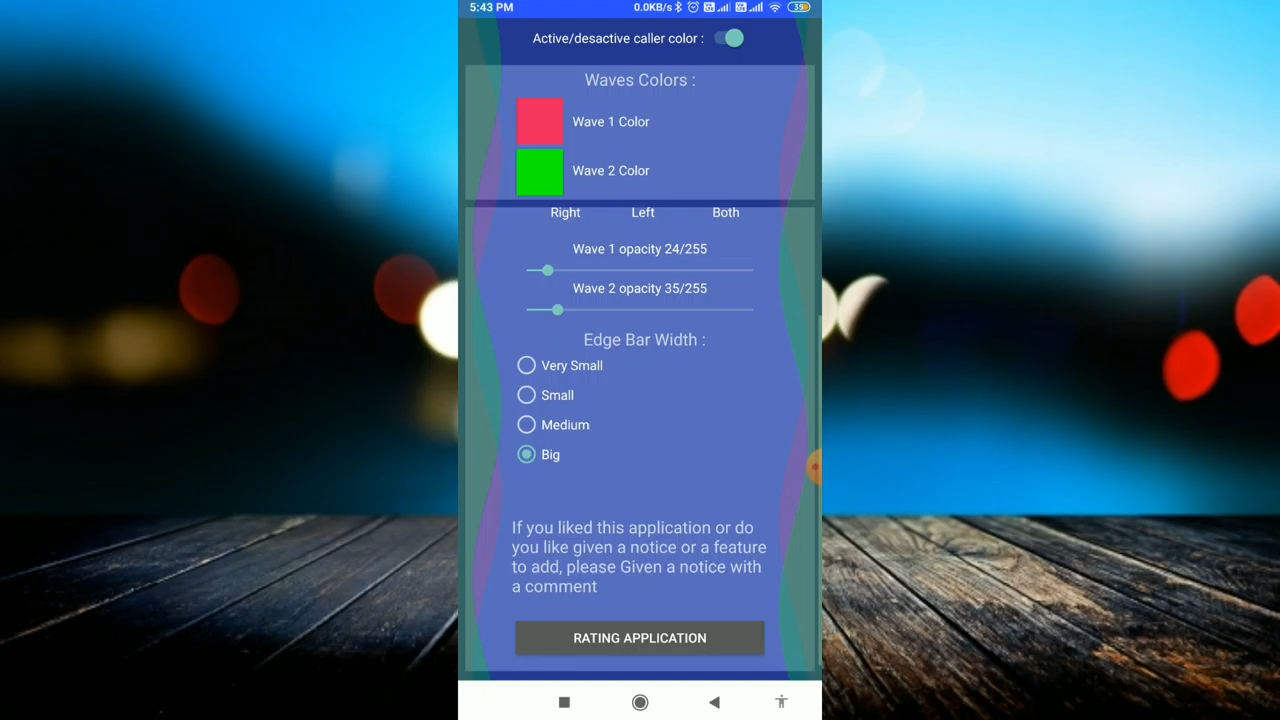 5:43 PM 0.0KB/s 35
Active/desactive caller color :
Waves Colors :
Wave 1 Color
Wave 2 Color
Right Left Both
Wave 1 opacity 24/255
Wave 2 opacity 35/255
Edge Bar Width :
Very Small
Small
Medium
Big
If you liked this application or do
you like given a notice or a feature
to add, please Given a notice with
a comment
RATING APPLICATION